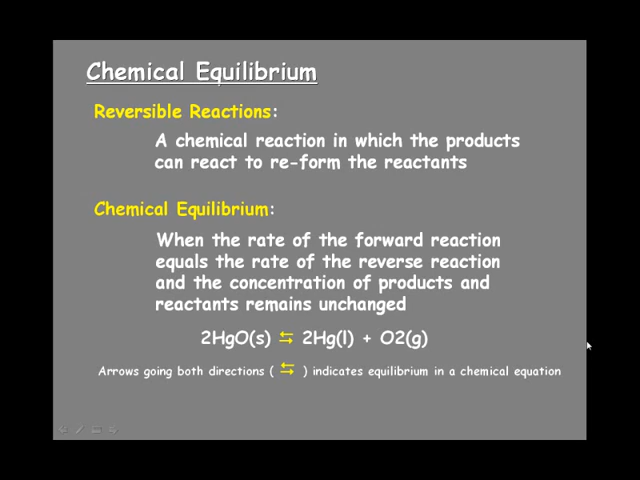 Chemical Equilibrium
Reversible Reactions:
A chemical reaction in which the products
can react to re-form the reactants
Chemical Equilibrium:
When the rate of the forward reaction
equals the rate of the reverse reaction
and the concentration of products and
reactants remains unchanged
2HgO(s) ⇆ 2Hg(l) + O2(g)
Arrows going both directions ( ⇆ ) indicates equilibrium in a chemical equation